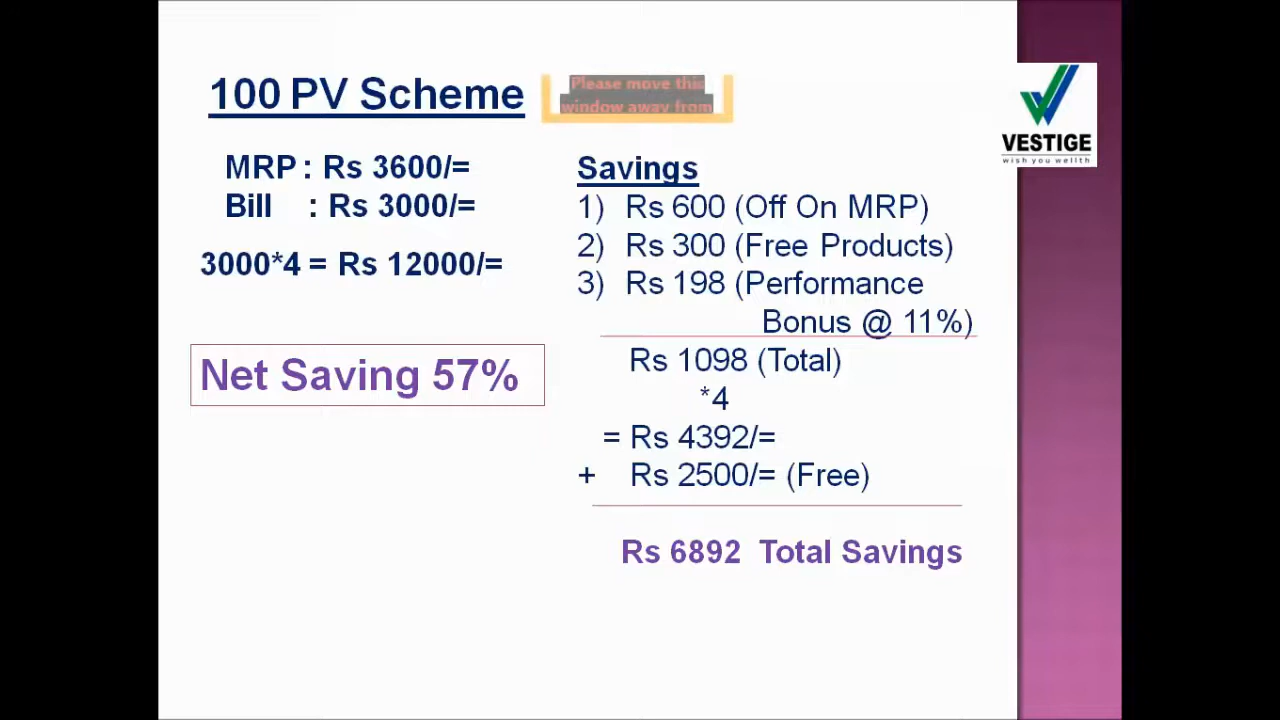 100 PV Scheme
Please move this
window away from
MRP : Rs 3600/=
Bill : Rs 3000/=
3000*4 = Rs 12000/=
Net Saving 57%
Savings
1) Rs 600 (Off On MRP)
2) Rs 300 (Free Products)
3) Rs 198 (Performance
Bonus @ 11%)
Rs 1098 (Total)
*4
= Rs 4392/=
+ Rs 2500/= (Free)
Rs 6892 Total Savings
VESTIGE
wish you wellth